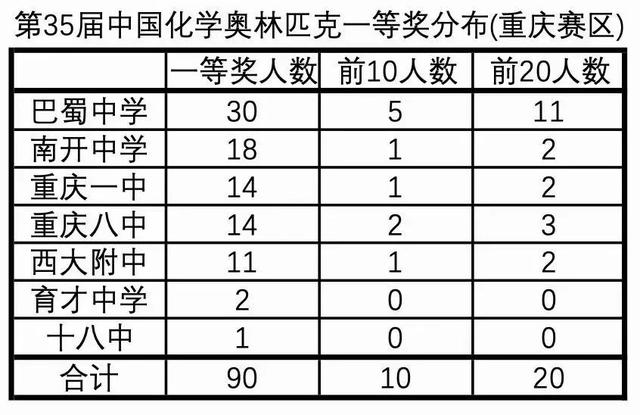 第35届中国化学奥林匹克一等奖分布(重庆赛区)
一等奖人数 前10人数 前20人数
巴蜀中学 30 5 11
南开中学 18 1 2
重庆一中 14 1 2
重庆八中 14 2 3
西大附中 11 1 2
育才中学 2 0 0
十八中 1 0 0
合计 90 10 20